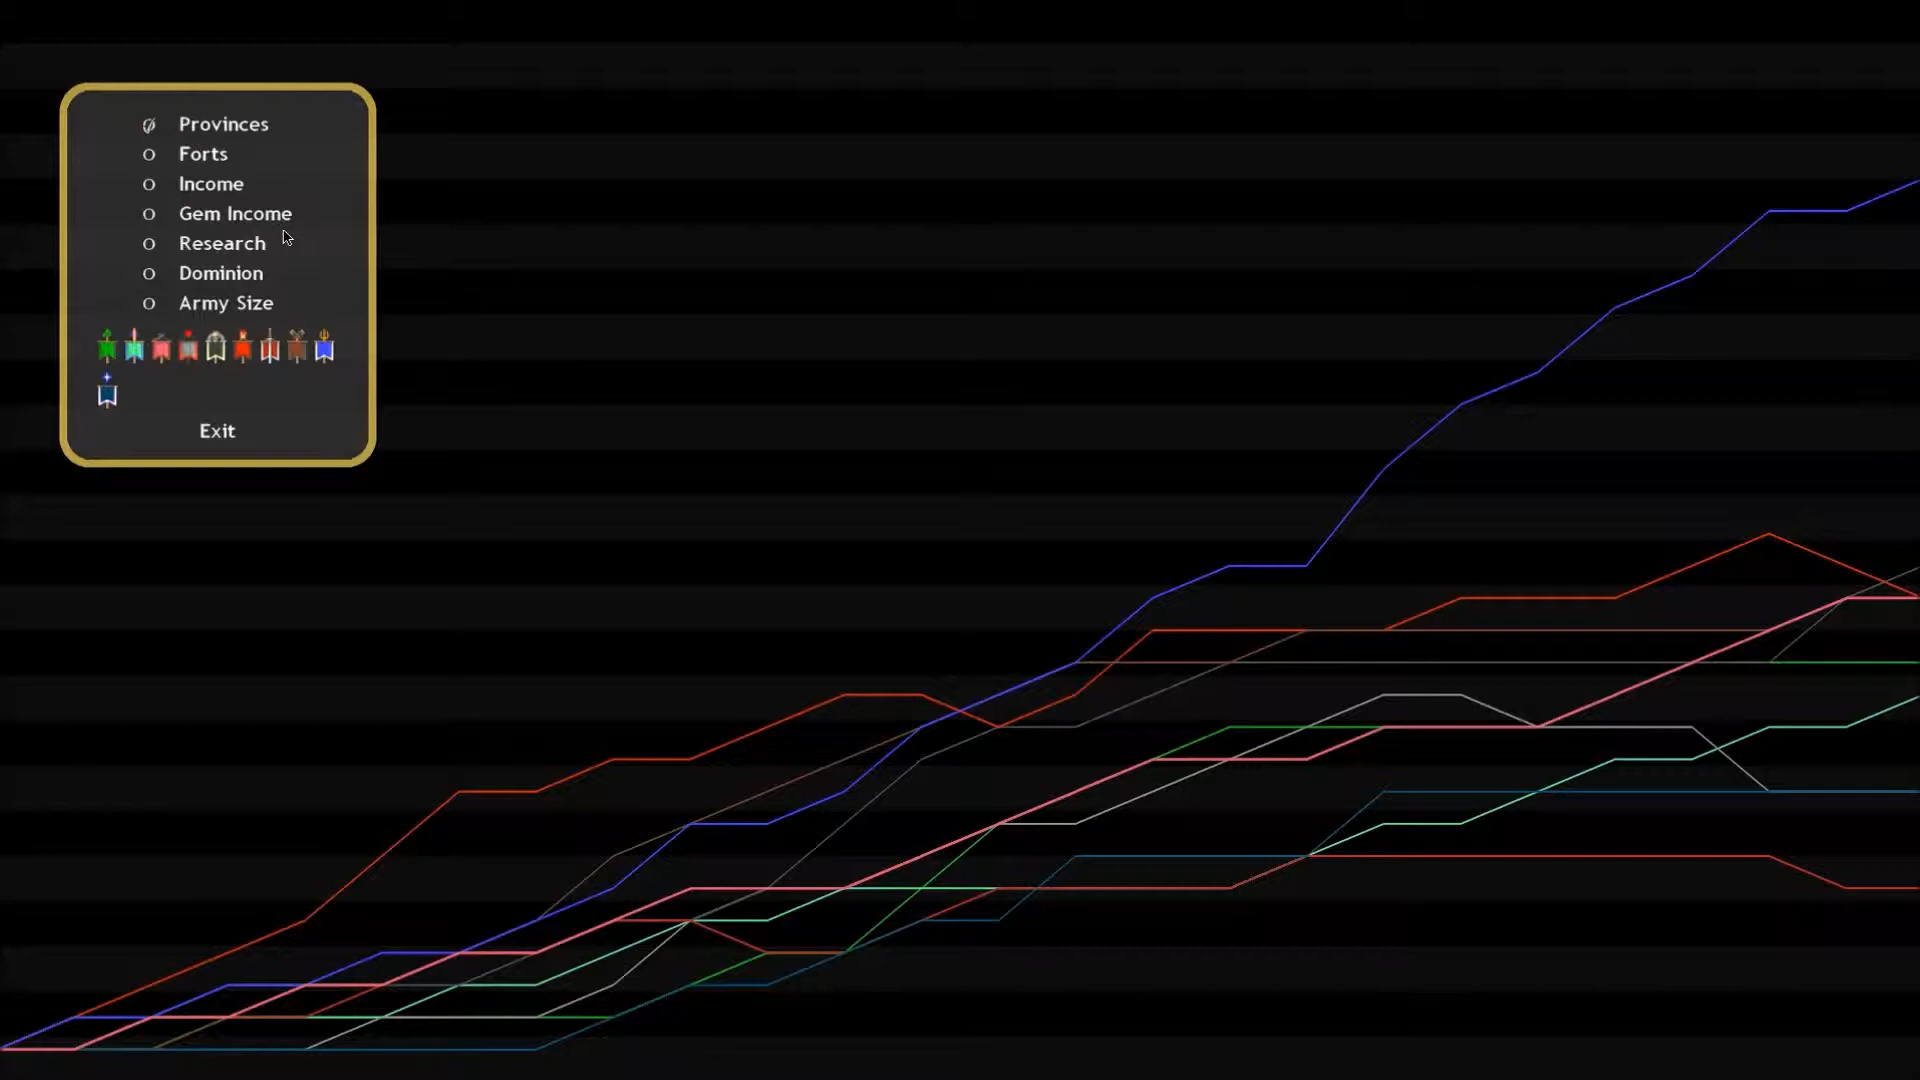 Provinces
Forts
Income
Gem Income
Research
Dominion
Army Size
Exit